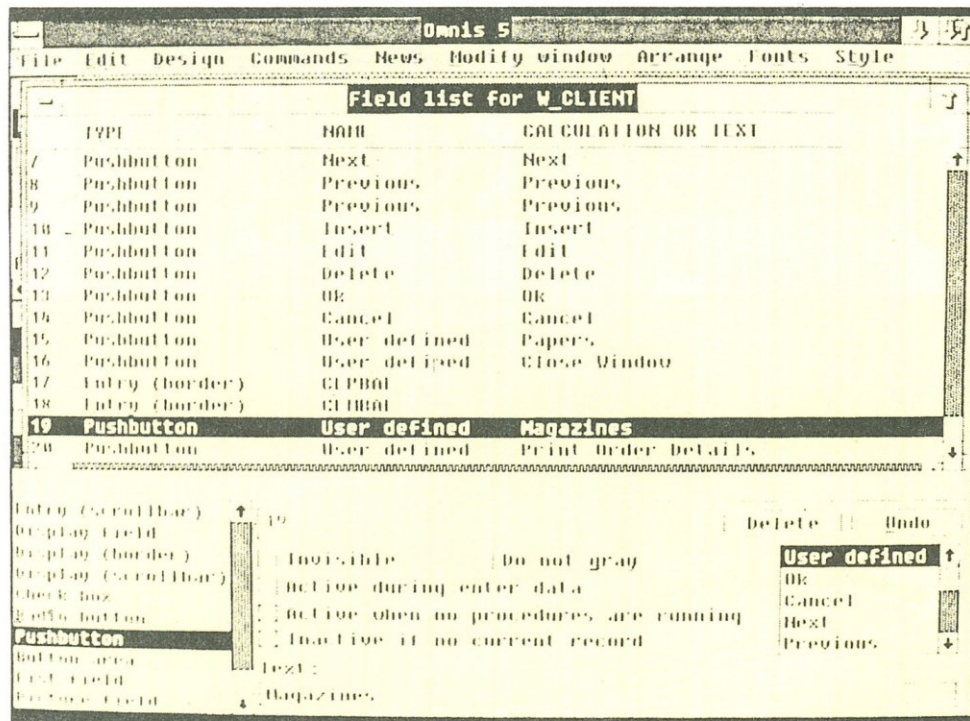 Omnis 5
File Edit Design Commands News Modify window Arrange Fonts Style
Field list for W_CLIENT
TYPE NAME CALCULATION OR TEXT
7 Pushbutton Next Next
8 Pushbutton Previous Previous
9 Pushbutton Previous Previous
10 Pushbutton Insert Insert
11 Pushbutton Edit Edit
12 Pushbutton Delete Delete
13 Pushbutton Ok Ok
14 Pushbutton Cancel Cancel
15 Pushbutton User defined Papers
16 Pushbutton User defined Close Window
17 Entry (border)
18 Entry (border)
19 Pushbutton User defined Magazines
20 Pushbutton User defined Print Order Details
Entry (scrollbar)
Display field
Display (border)
Display (scrollbar)
Check box
Radio button
Pushbutton
Button area
List field
Picture field
19
Delete Undo
Invisible Do not gray
Active during enter data
Active when no procedures are running
Inactive if no current record
Text:
Magazines
User defined
Ok
Cancel
Next
Previous